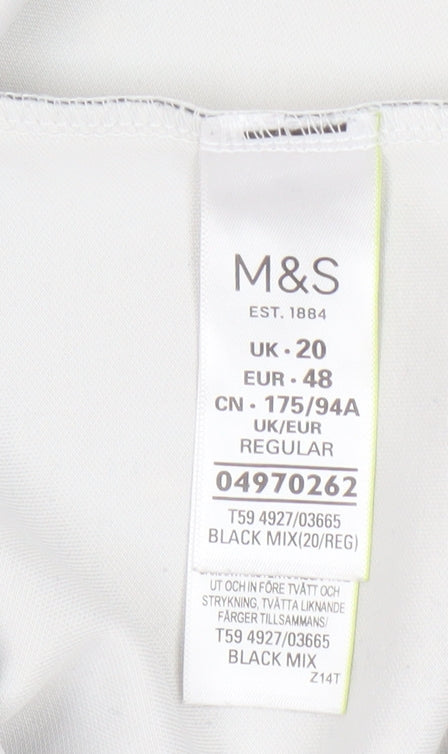 M&S
EST. 1884
UK · 20
EUR · 48
CN · 175/94A
UK/EUR
REGULAR
04970262
T59 4927/03665
BLACK MIX(20/REG)
UT OCH IN FÖRE TVÄTT OCH
STRYKNING, TVÄTTA LIKNANDE
FÄRGER TILLSAMMANS/
T59 4927/03665
BLACK MIX
Z14T